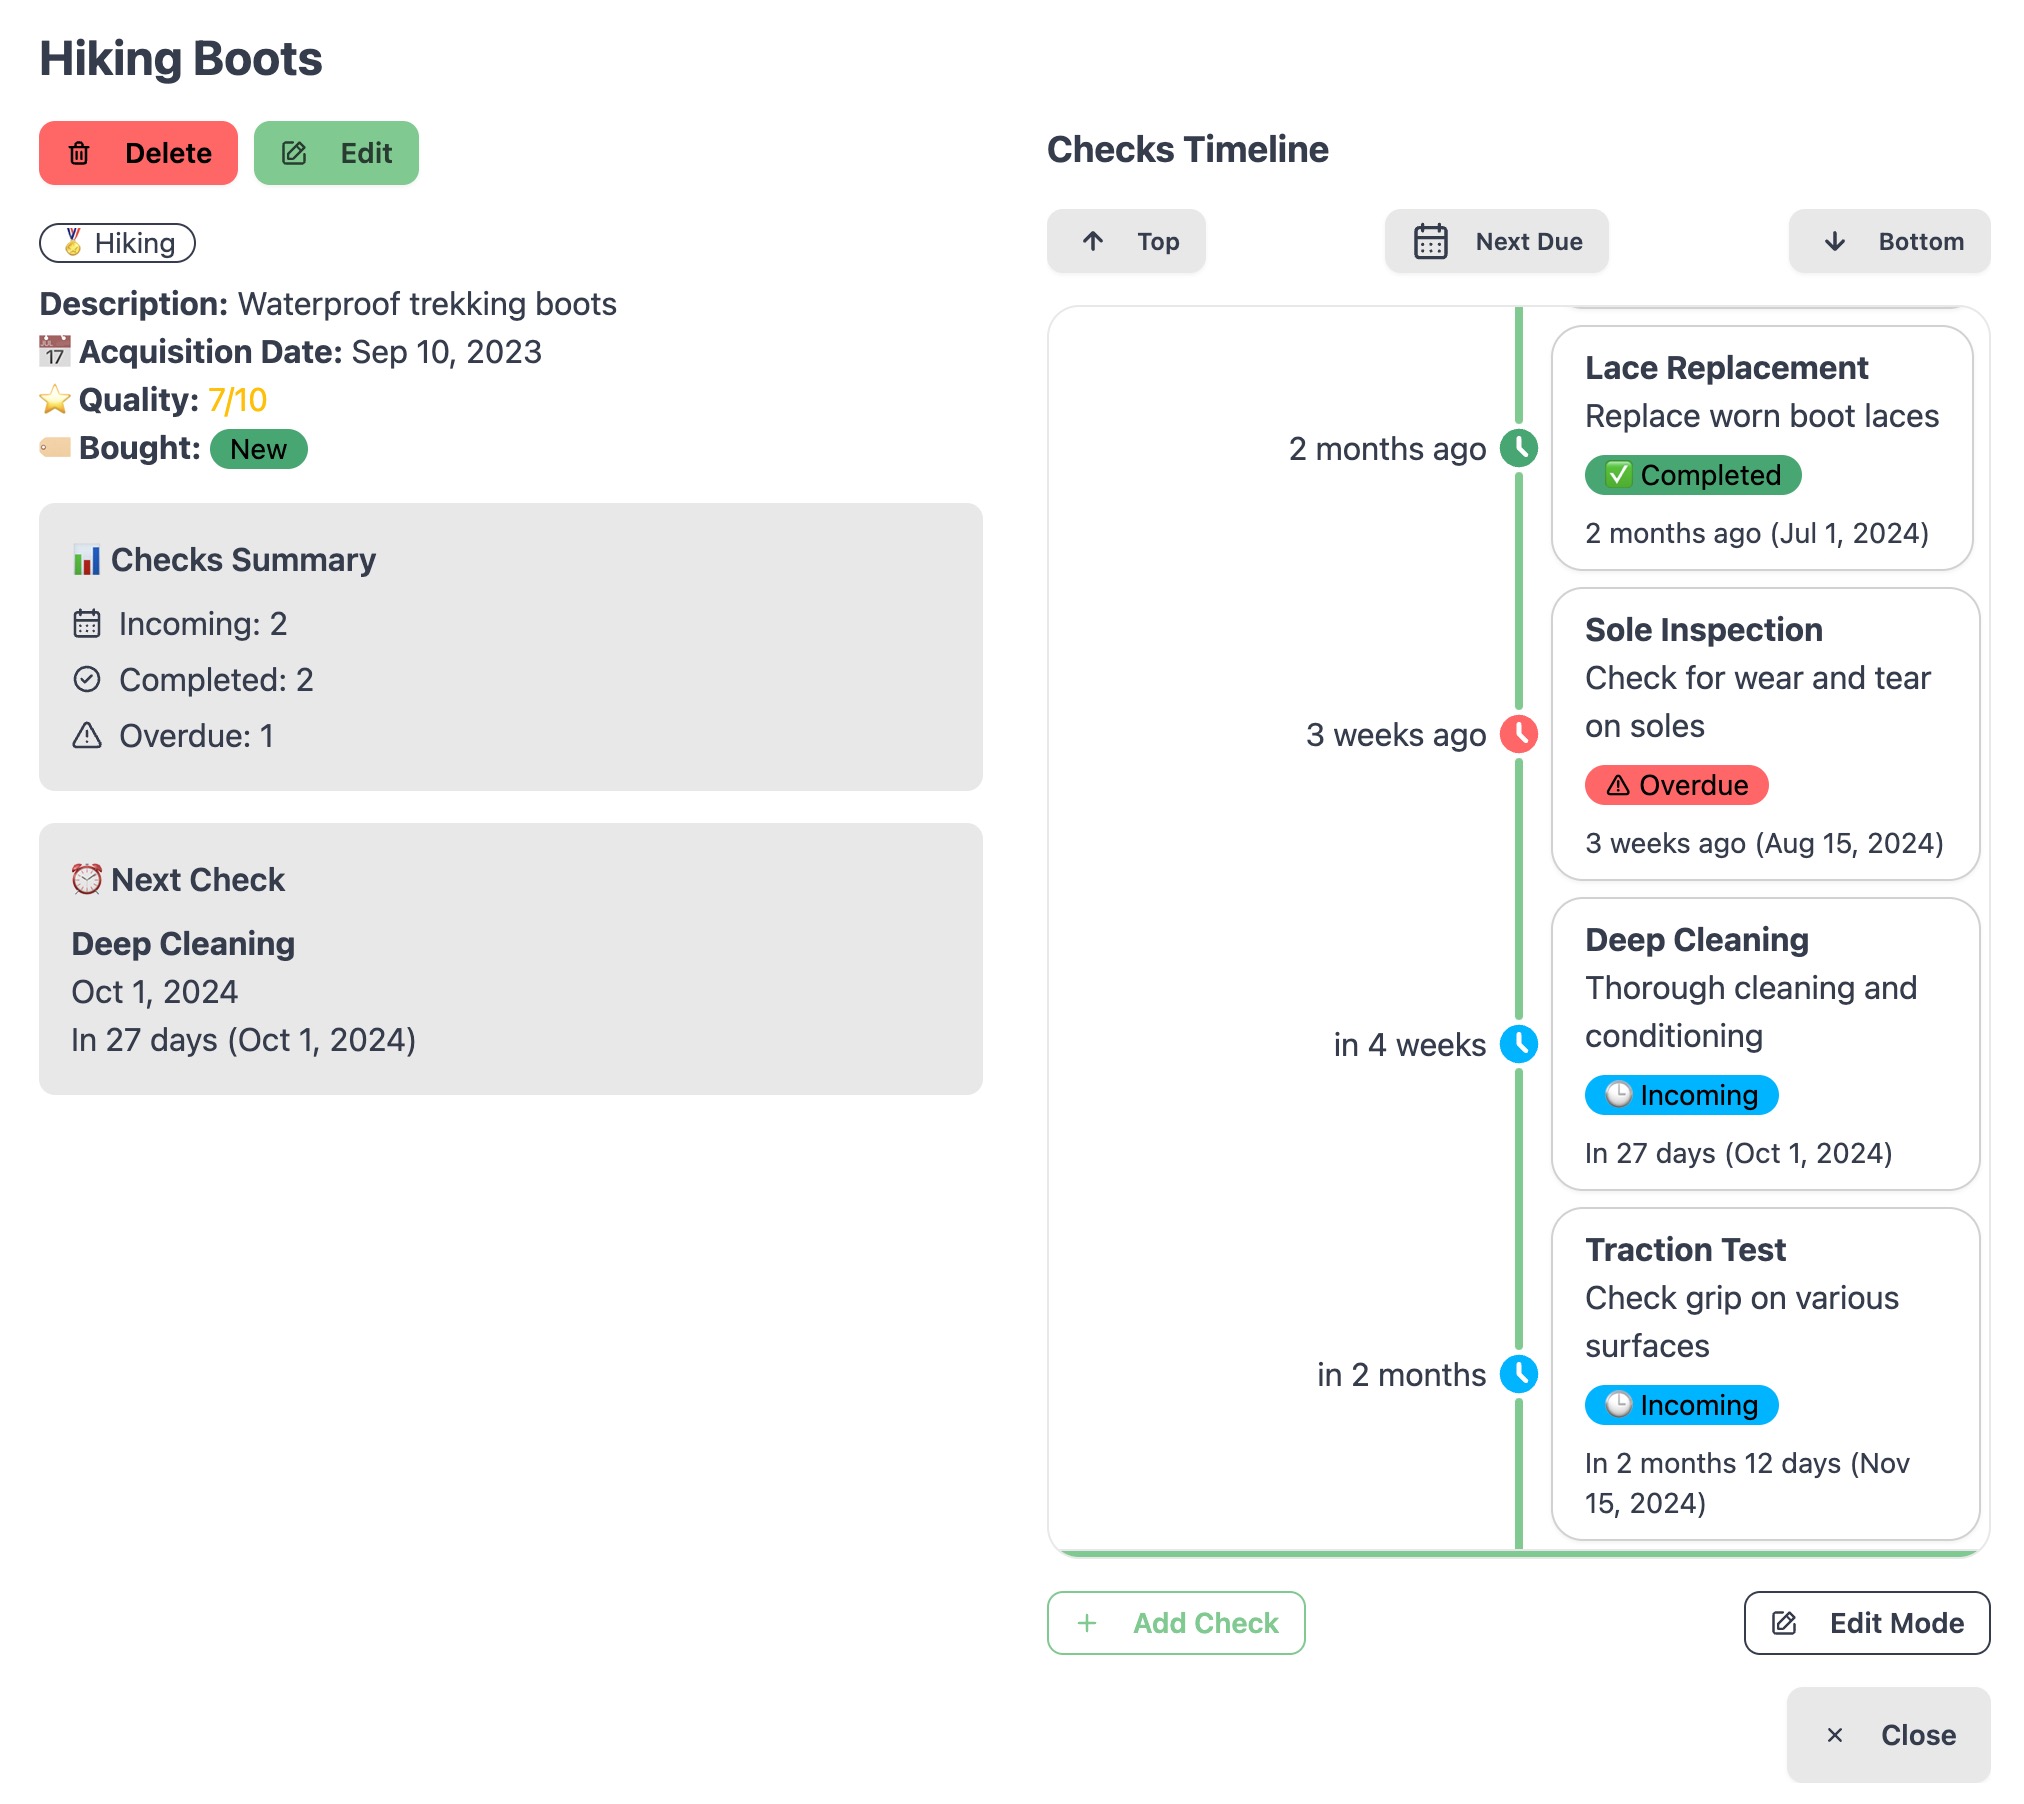 Hiking Boots
Delete
Edit
🏅 Hiking
Description: Waterproof trekking boots
📅 Acquisition Date: Sep 10, 2023
⭐ Quality: 7/10
🏷️ Bought: New
📊 Checks Summary
Incoming: 2
Completed: 2
Overdue: 1
⏰ Next Check
Deep Cleaning
Oct 1, 2024
In 27 days (Oct 1, 2024)
Checks Timeline
Top
Next Due
Bottom
2 months ago
Lace Replacement
Replace worn boot laces
✅ Completed
2 months ago (Jul 1, 2024)
3 weeks ago
Sole Inspection
Check for wear and tear
on soles
⚠ Overdue
3 weeks ago (Aug 15, 2024)
in 4 weeks
Deep Cleaning
Thorough cleaning and
conditioning
🕒 Incoming
In 27 days (Oct 1, 2024)
in 2 months
Traction Test
Check grip on various
surfaces
🕒 Incoming
In 2 months 12 days (Nov
15, 2024)
+ Add Check
Edit Mode
× Close